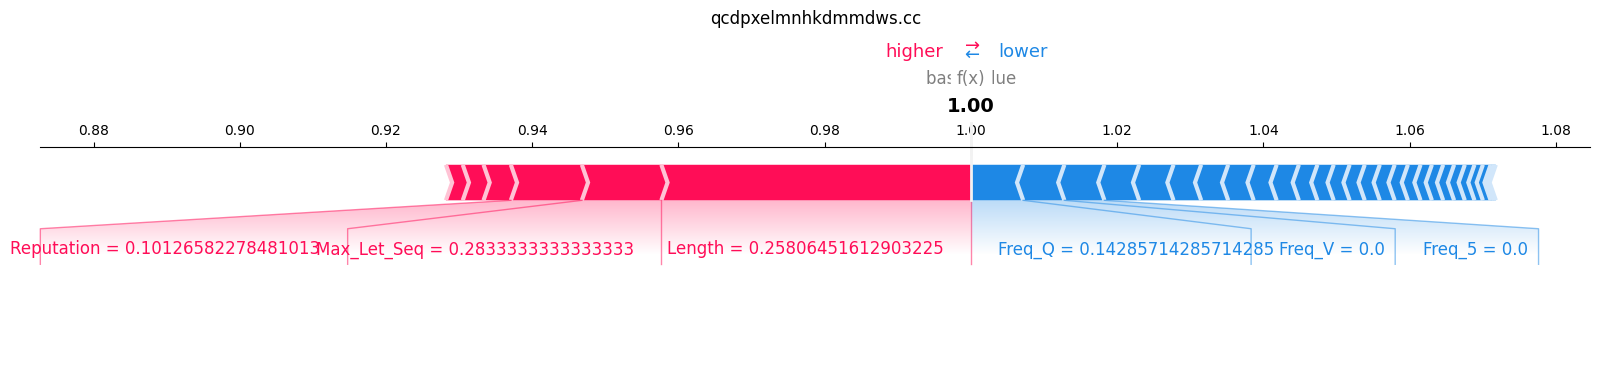 qcdpxelmnhkdmmdws.cc
higher → ← lower
bas f(x) lue
1.00
0.88 0.90 0.92 0.94 0.96 0.98 1.00 1.02 1.04 1.06 1.08
Reputation = 0.10126582278481013 Max_Let_Seq = 0.2833333333333333 Length = 0.25806451612903225 Freq_Q = 0.14285714285714285 Freq_V = 0.0 Freq_5 = 0.0